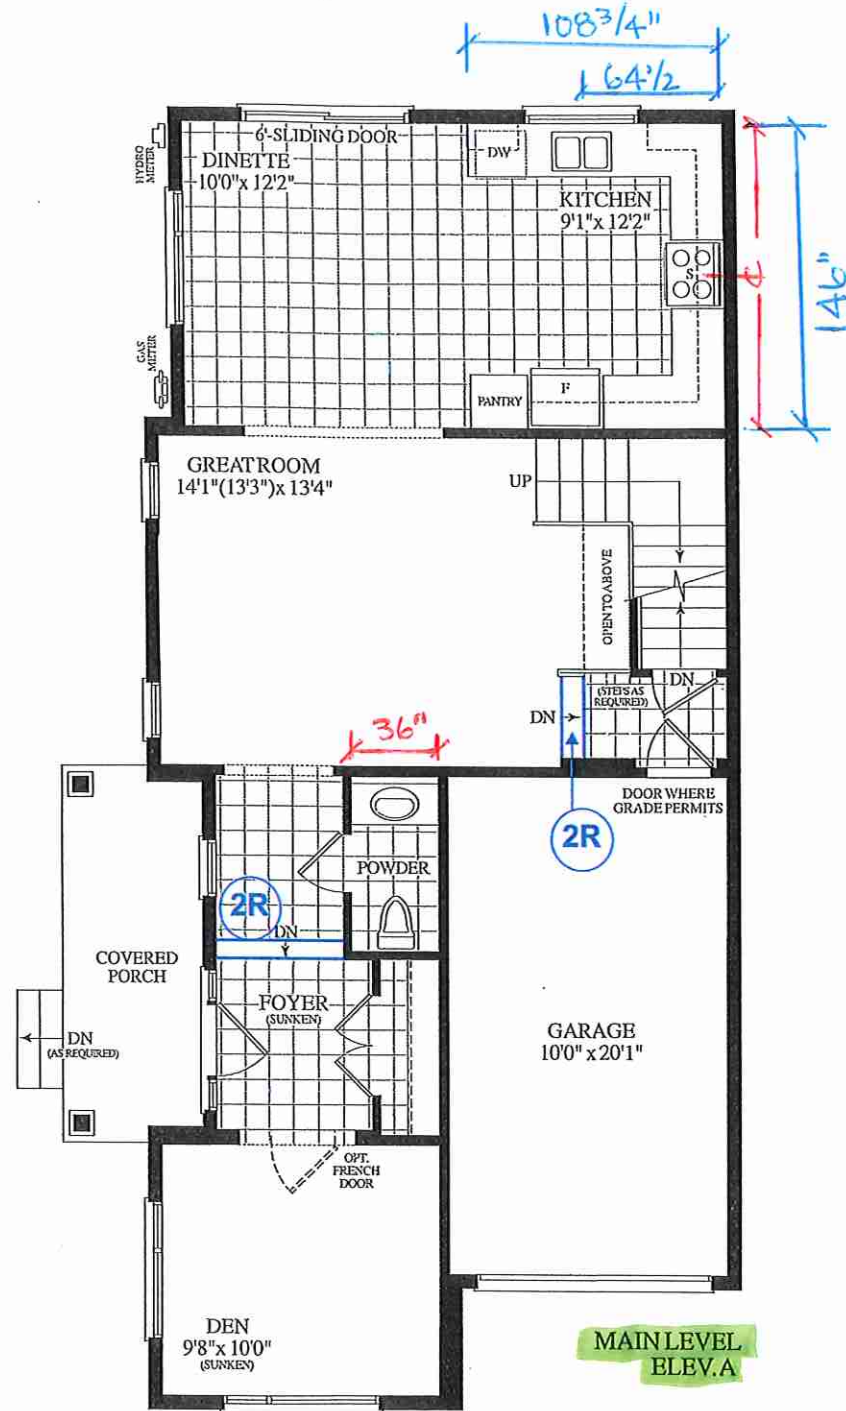 108 3/4"
64 1/2
6'-SLIDING DOOR
HYDRO
METER
DINETTE
10'0" x 12'2"
DW
KITCHEN
9'1" x 12'2"
S
146"
GAS
METER
PANTRY
F
GREAT ROOM
14'1"(13'3") x 13'4"
UP
OPEN TO ABOVE
DN
(STEPS AS
REQUIRED)
DN
36"
DOOR WHERE
GRADE PERMITS
2R
POWDER
2R
DN
COVERED
PORCH
FOYER
(SUNKEN)
DN
(AS REQUIRED)
GARAGE
10'0" x 20'1"
OPT.
FRENCH
DOOR
DEN
9'8" x 10'0"
(SUNKEN)
MAIN LEVEL
ELEV. A